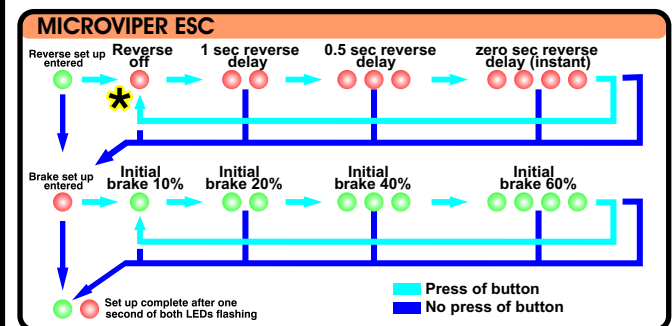 MICROVIPER ESC
Reverse set up
entered
Reverse
off
1 sec reverse
delay
0.5 sec reverse
delay
zero sec reverse
delay (instant)
*
Brake set up
entered
Initial
brake 10%
Initial
brake 20%
Initial
brake 40%
Initial
brake 60%
Set up complete after one
second of both LEDs flashing
Press of button
No press of button